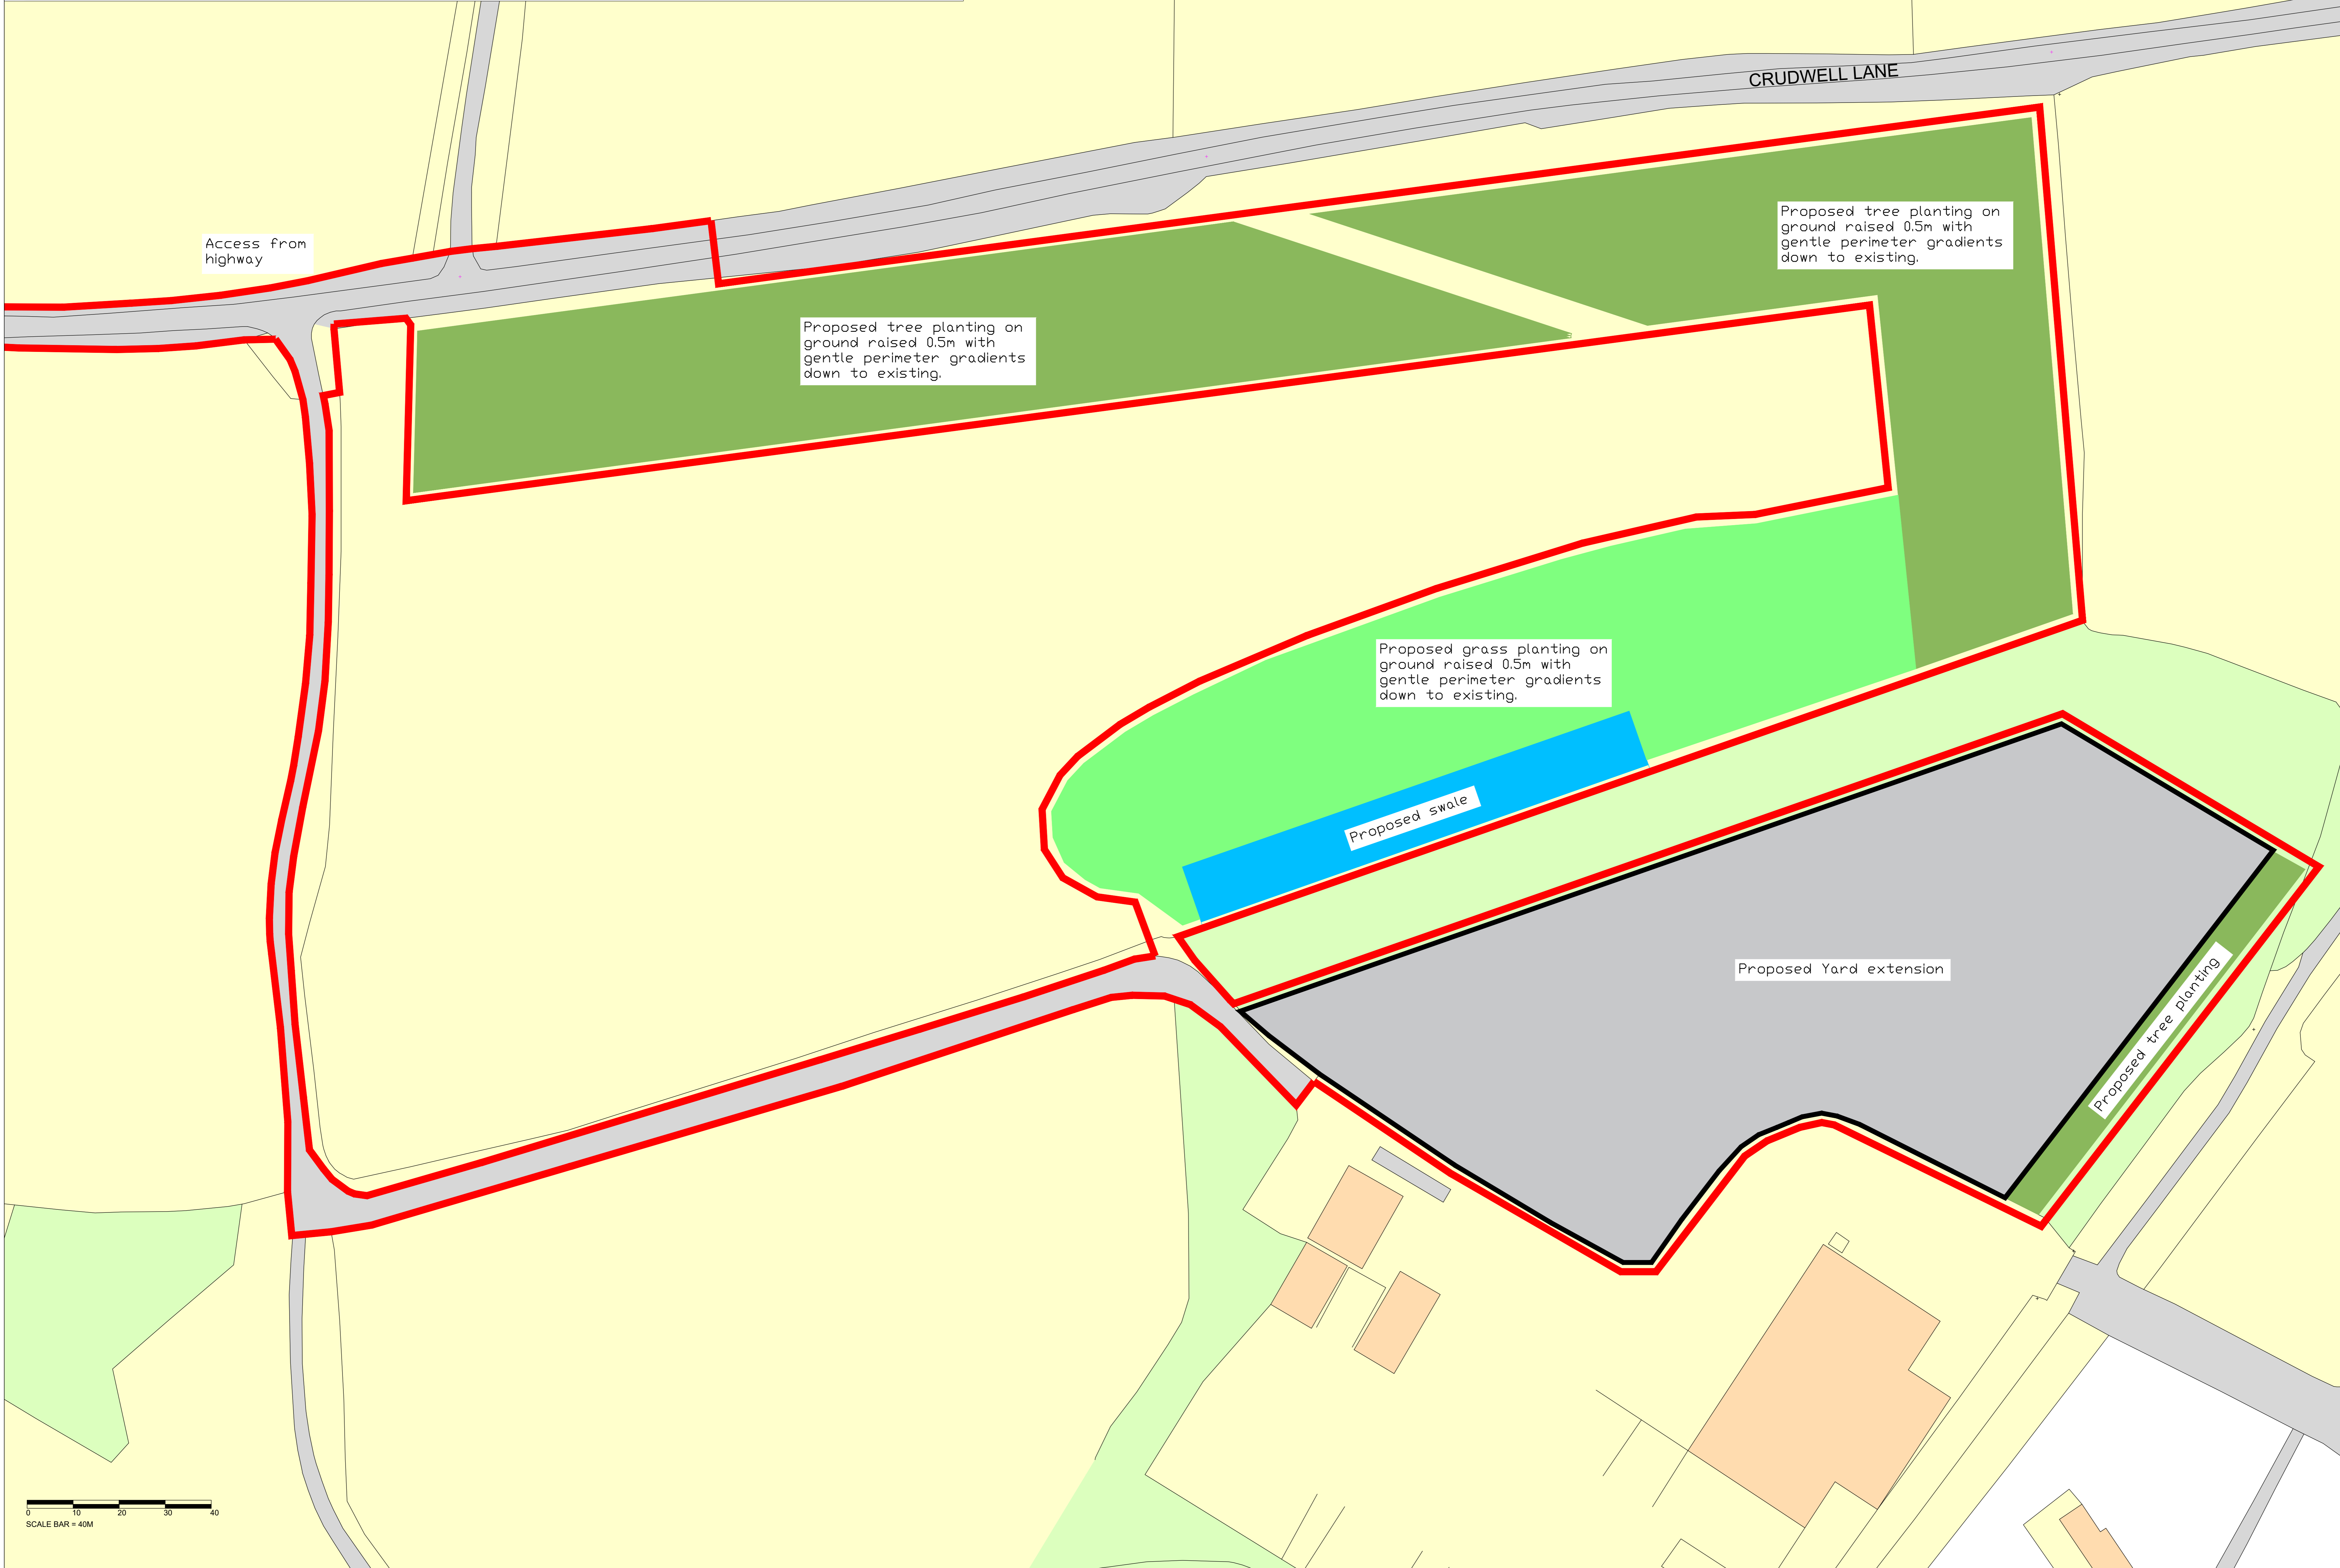 CRUDWELL LANE
Access from
highway
Proposed tree planting on
ground raised 0.5m with
gentle perimeter gradients
down to existing.
Proposed tree planting on
ground raised 0.5m with
gentle perimeter gradients
down to existing.
Proposed grass planting on
ground raised 0.5m with
gentle perimeter gradients
down to existing.
Proposed swale
Proposed Yard extension
Proposed tree planting
0 10 20 30 40
SCALE BAR = 40M